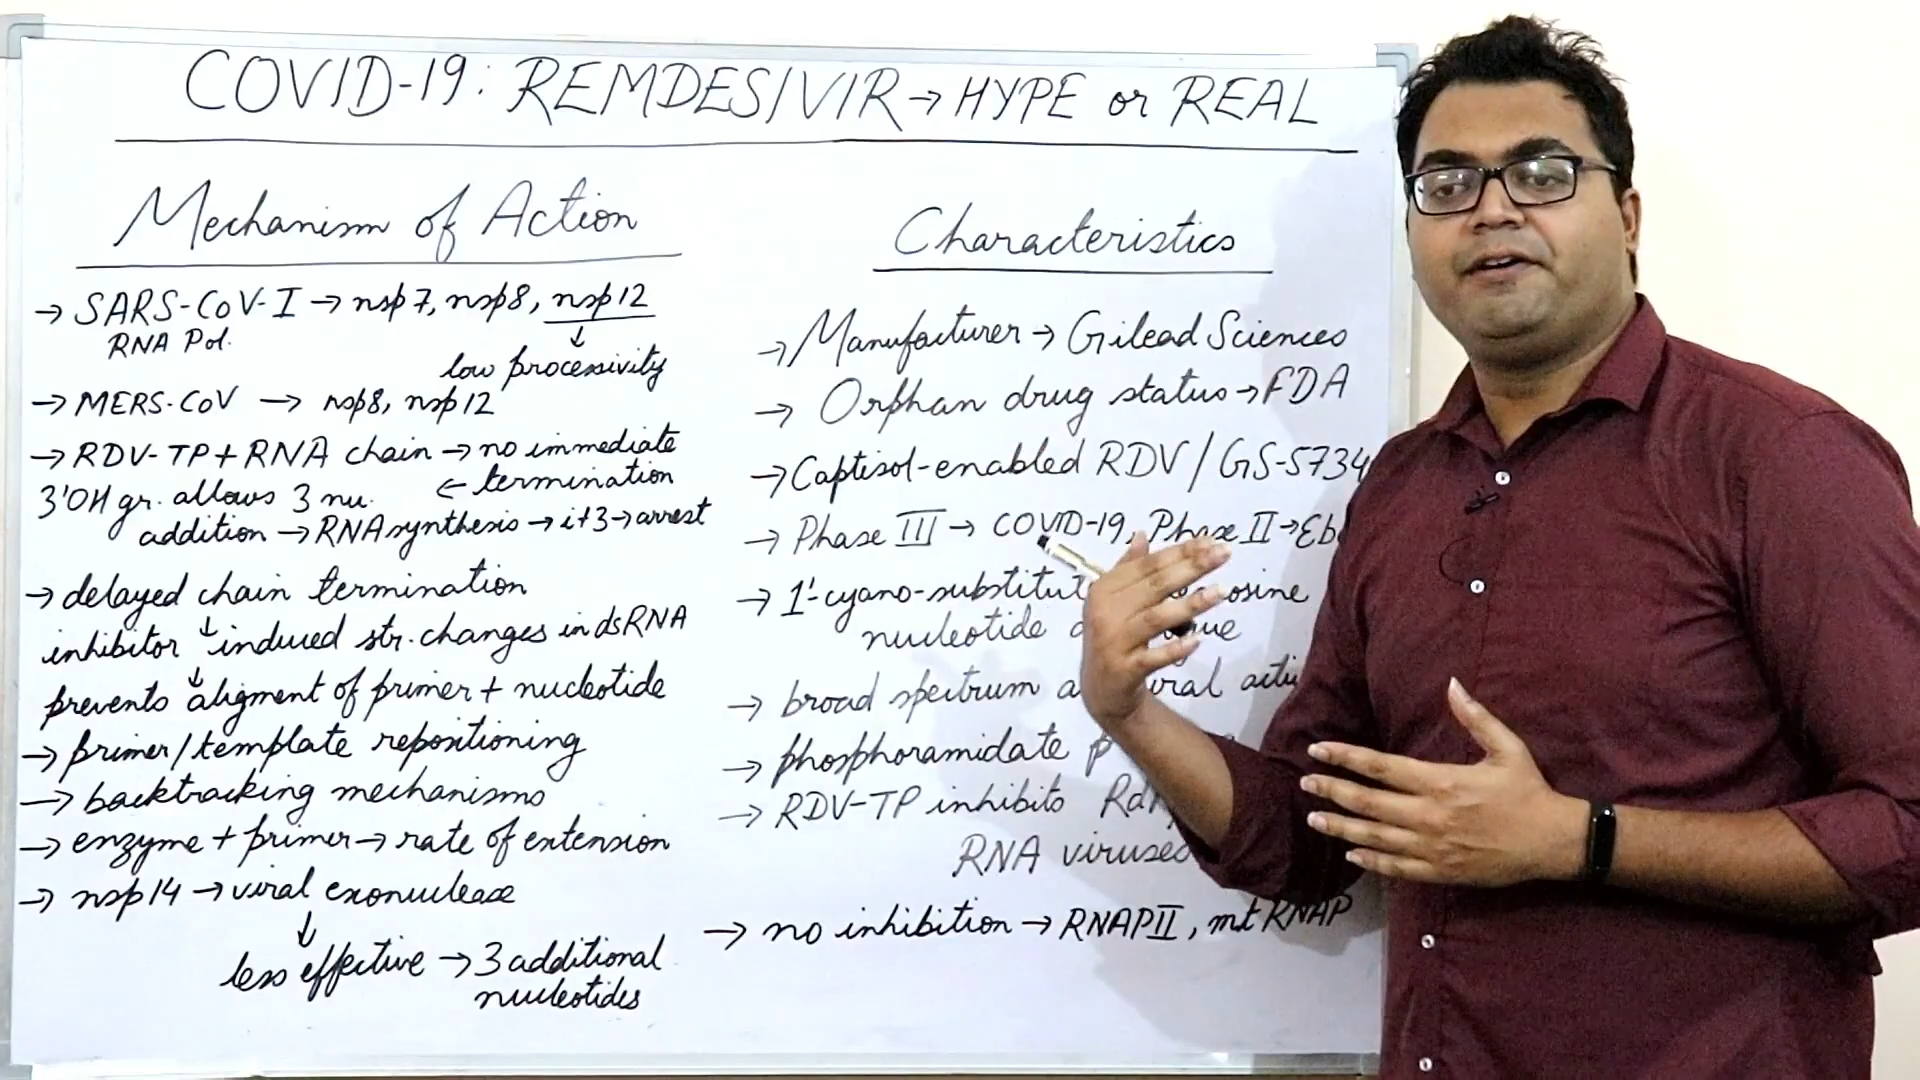 COVID-19: REMDESIVIR → HYPE or REAL
Mechanism of Action
→ SARS-CoV-I → nsp7, nsp8, nsp12
RNA Pol.
↓
low processivity
→ MERS-CoV → nsp8, nsp12
→ RDV-TP + RNA chain → no immediate
3'OH gr. allows 3 nu. ← termination
addition → RNA synthesis → i+3 → arrest
→ delayed chain termination
inhibitor ↓ induced str. changes in dsRNA
prevents ↓ aligment of primer + nucleotide
→ primer/template repositioning
→ backtracking mechanisms
→ enzyme + primer → rate of extension
→ nsp14 → viral exonuclease
↓
less effective → 3 additional
nucleotides
Characteristics
→ Manufacturer → Gilead Sciences
→ Orphan drug status → FDA
→ Captisol-enabled RDV / GS-5734
→ Phase III → COVID-19, Phase II →
→ 1'-cyano-
nucleotide
→ broad spectrum
→ phosphoramidate
→ RDV-TP inhibits
RNA viruses
→ no inhibition → RNAPII, mt RNAP